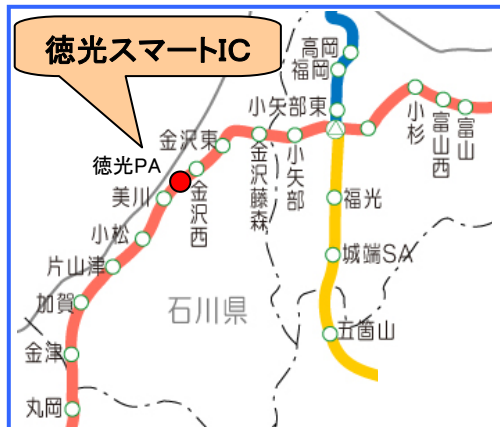 徳光スマートIC
高岡
福岡
小矢部東
小杉
富山西
富山
金沢東
徳光PA
金沢西
金沢藤森
小矢部
美川
福光
小松
城端SA
片山津
加賀
石川県
五箇山
金津
丸岡